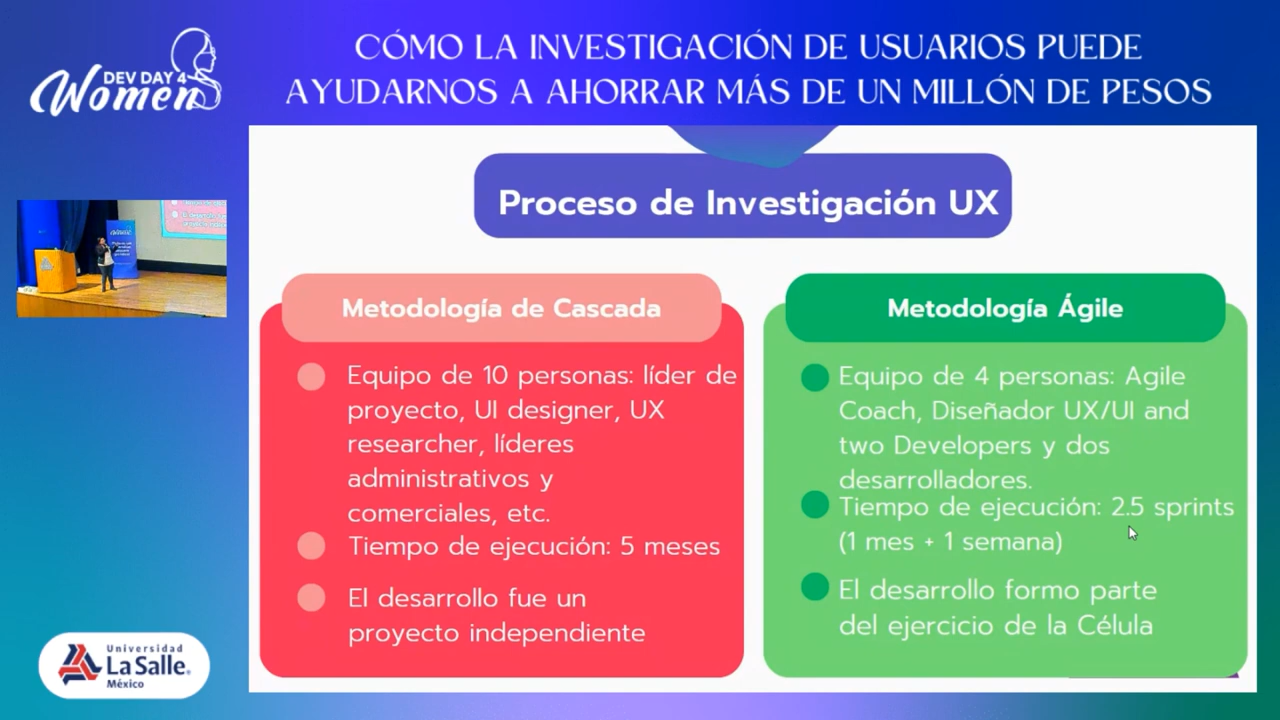 DEV DAY 4
Women
CÓMO LA INVESTIGACIÓN DE USUARIOS PUEDE
AYUDARNOS A AHORRAR MÁS DE UN MILLÓN DE PESOS
Proceso de Investigación UX
Metodología de Cascada
Equipo de 10 personas: líder de
proyecto, UI designer, UX
researcher, líderes
administrativos y
comerciales, etc.
Tiempo de ejecución: 5 meses
El desarrollo fue un
proyecto independiente
Metodología Ágile
Equipo de 4 personas: Agile
Coach, Diseñador UX/UI and
two Developers y dos
desarrolladores.
Tiempo de ejecución: 2.5 sprints
(1 mes + 1 semana)
El desarrollo formo parte
del ejercicio de la Célula
Universidad
La Salle
México